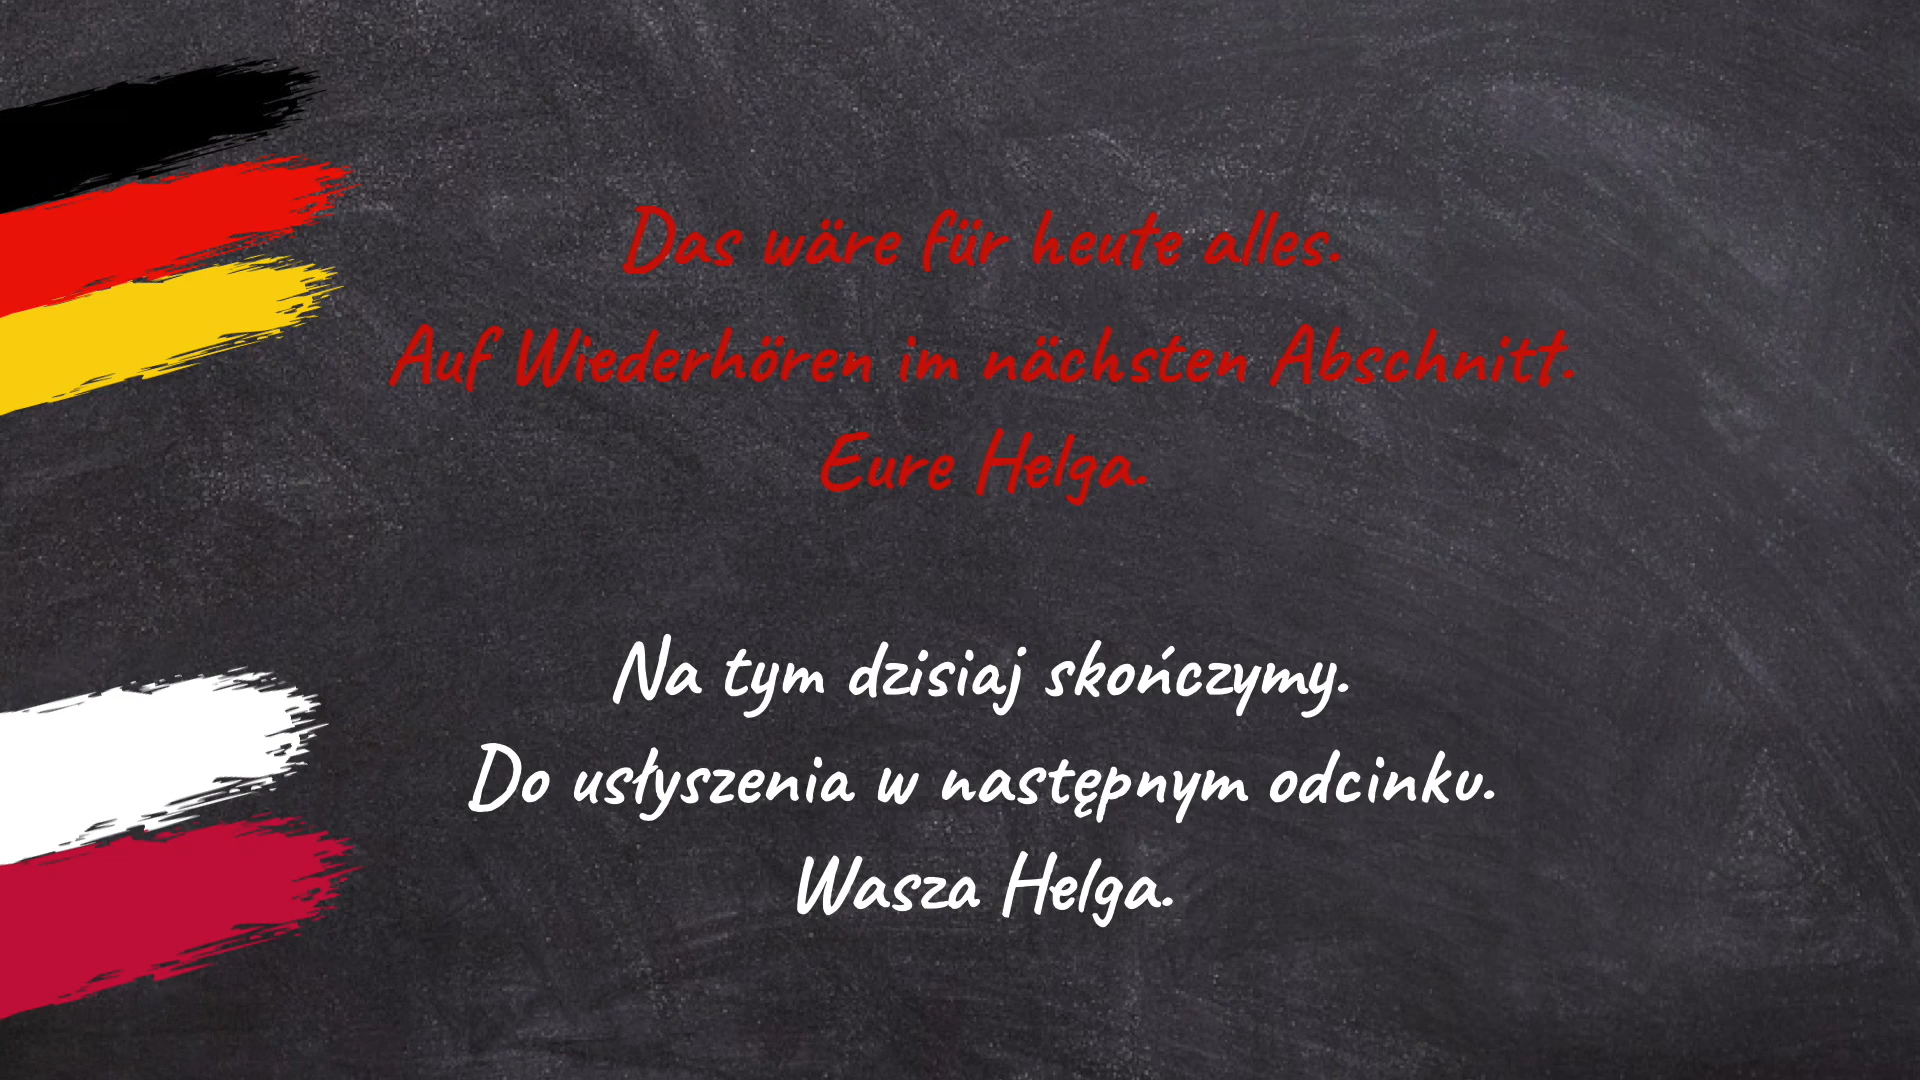 Das wäre für heute alles.
Auf Wiederhören im nächsten Abschnitt.
Eure Helga.
Na tym dzisiaj skończymy.
Do usłyszenia w następnym odcinku.
Wasza Helga.